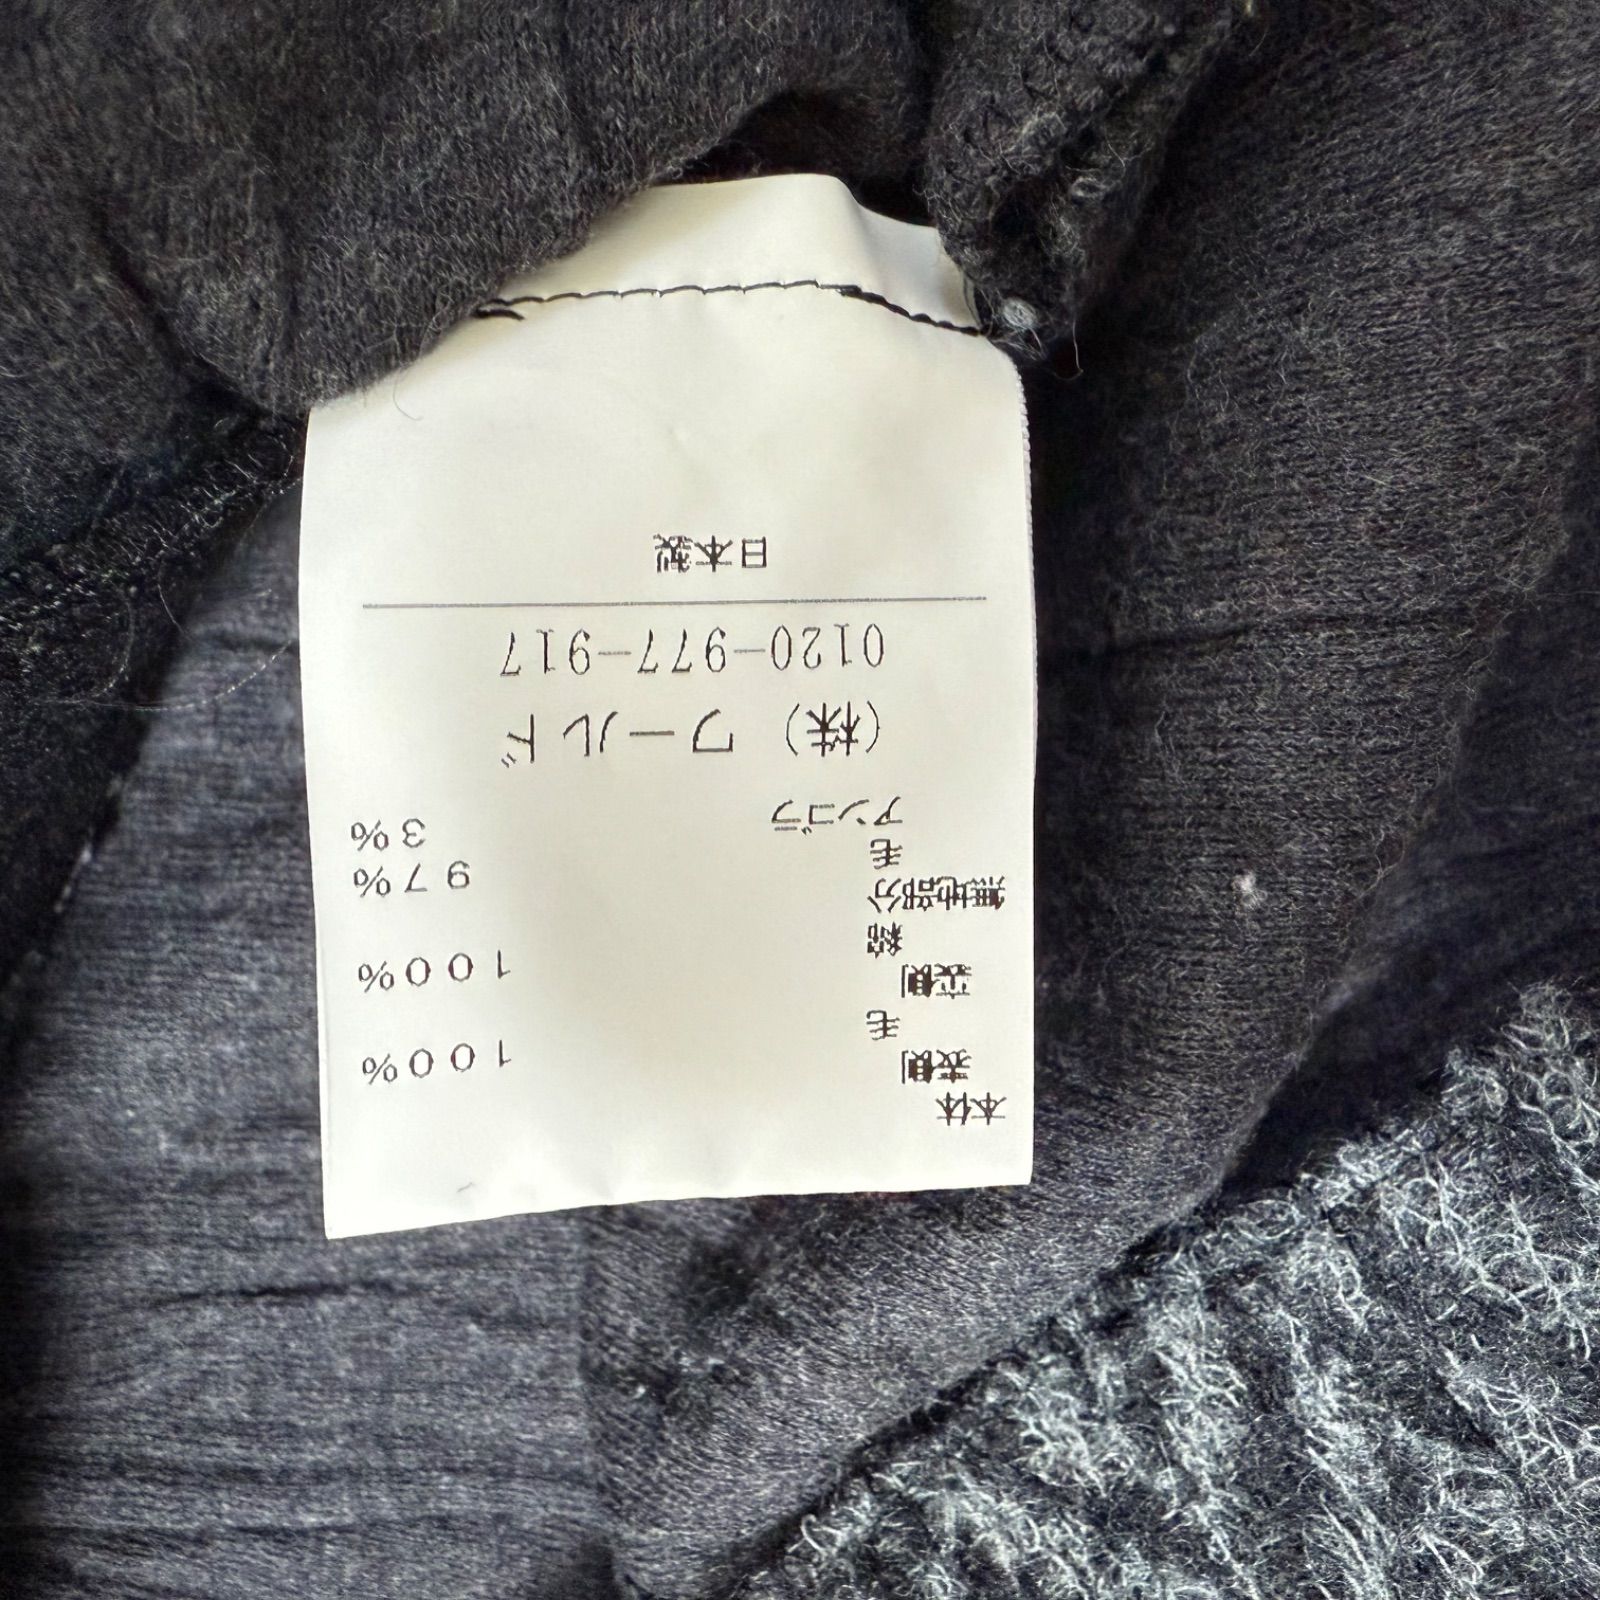 本体
表側
毛 100%
裏側
綿 100%
無地部分
毛 97%
アンゴラ 3%
(株) ワールド
0120-977-917
日本製